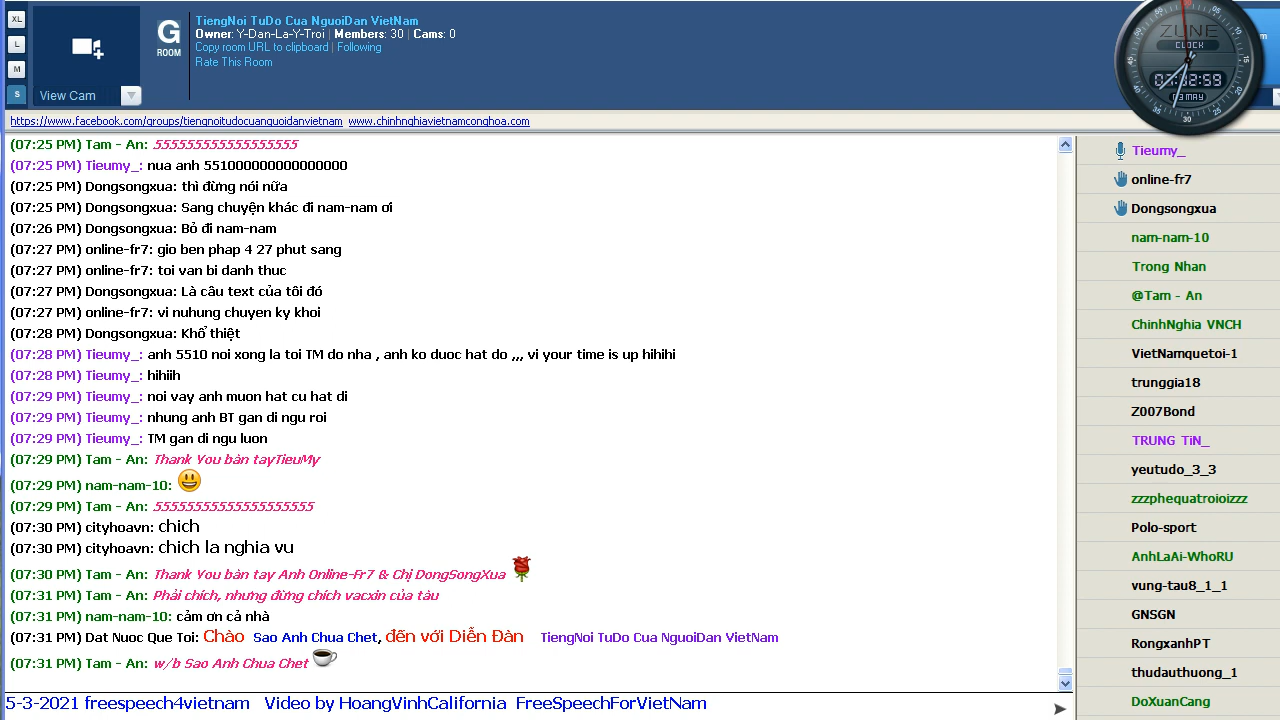 XL
L
M
S
View Cam
G
ROOM
TiengNoi TuDo Cua NguoiDan VietNam
Owner: Y-Dan-La-Y-Troi | Members: 30 | Cams: 0
Copy room URL to clipboard | Following
Rate This Room
ZUNE
CLOCK
03 MAY
https://www.facebook.com/groups/tiengnoitudocuanguoidanvietnam www.chinhnghiavietnamconghoa.com
(07:25 PM) Tam - An: 555555555555555555
(07:25 PM) Tieumy_: nua anh 551000000000000000
(07:25 PM) Dongsongxua: thì đừng nói nữa
(07:25 PM) Dongsongxua: Sang chuyện khác đi nam-nam ơi
(07:26 PM) Dongsongxua: Bỏ đi nam-nam
(07:27 PM) online-fr7: gio ben phap 4 27 phut sang
(07:27 PM) online-fr7: toi van bi danh thuc
(07:27 PM) Dongsongxua: Là câu text của tôi đó
(07:27 PM) online-fr7: vi nuhung chuyen ky khoi
(07:28 PM) Dongsongxua: Khổ thiệt
(07:28 PM) Tieumy_: anh 5510 noi xong la toi TM do nha , anh ko duoc hat do ,,, vi your time is up hihihi
(07:28 PM) Tieumy_: hihiih
(07:29 PM) Tieumy_: noi vay anh muon hat cu hat di
(07:29 PM) Tieumy_: nhung anh BT gan di ngu roi
(07:29 PM) Tieumy_: TM gan di ngu luon
(07:29 PM) Tam - An: Thank You bàn tayTieuMy
(07:29 PM) nam-nam-10:
(07:29 PM) Tam - An: 55555555555555555555
(07:30 PM) cityhoavn: chich
(07:30 PM) cityhoavn: chich la nghia vu
(07:30 PM) Tam - An: Thank You bàn tay Anh Online-Fr7 & Chị DongSongXua
(07:31 PM) Tam - An: Phải chích, nhưng đừng chích vacxin của tàu
(07:31 PM) nam-nam-10: cảm ơn cả nhà
(07:31 PM) Dat Nuoc Que Toi: Chào Sao Anh Chua Chet, đến với Diễn Đàn TiengNoi TuDo Cua NguoiDan VietNam
(07:31 PM) Tam - An: w/b Sao Anh Chua Chet
5-3-2021 freespeech4vietnam Video by HoangVinhCalifornia FreeSpeechForVietNam
Tieumy_
online-fr7
Dongsongxua
nam-nam-10
Trong Nhan
@Tam - An
ChinhNghia VNCH
VietNamquetoi-1
trunggia18
Z007Bond
TRUNG TiN_
yeutudo_3_3
zzzphequatroioizzz
Polo-sport
AnhLaAi-WhoRU
vung-tau8_1_1
GNSGN
RongxanhPT
thudauthuong_1
DoXuanCang